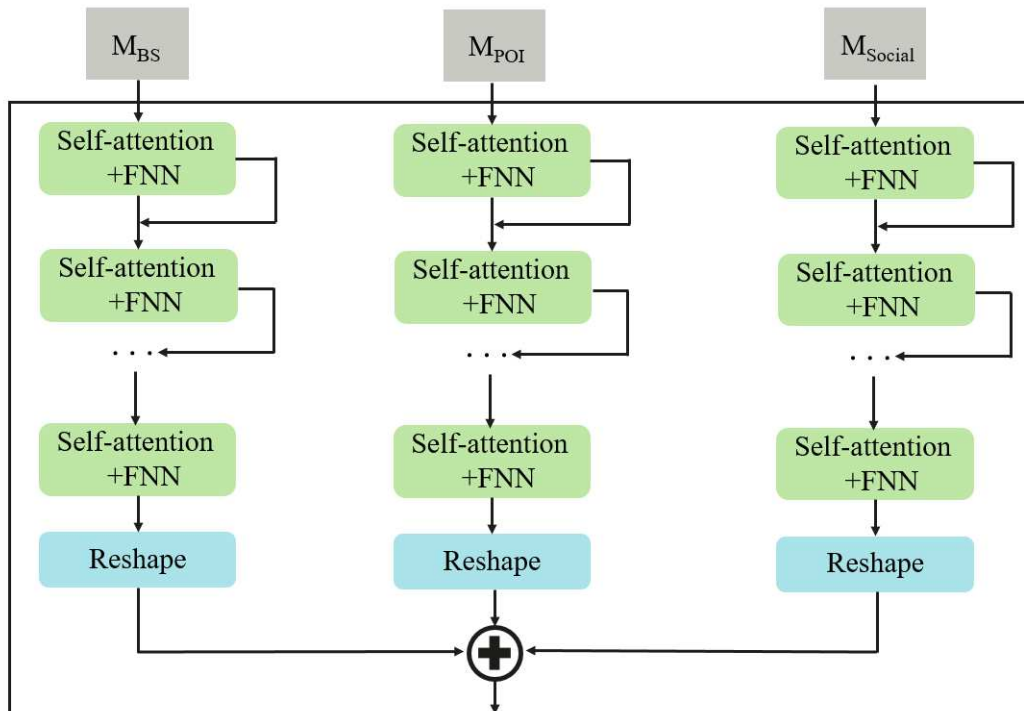 M_BS
M_POI
M_Social
Self-attention
+FNN
Self-attention
+FNN
Self-attention
+FNN
Self-attention
+FNN
Self-attention
+FNN
Self-attention
+FNN
. . .
. . .
. . .
Self-attention
+FNN
Self-attention
+FNN
Self-attention
+FNN
Reshape
Reshape
Reshape